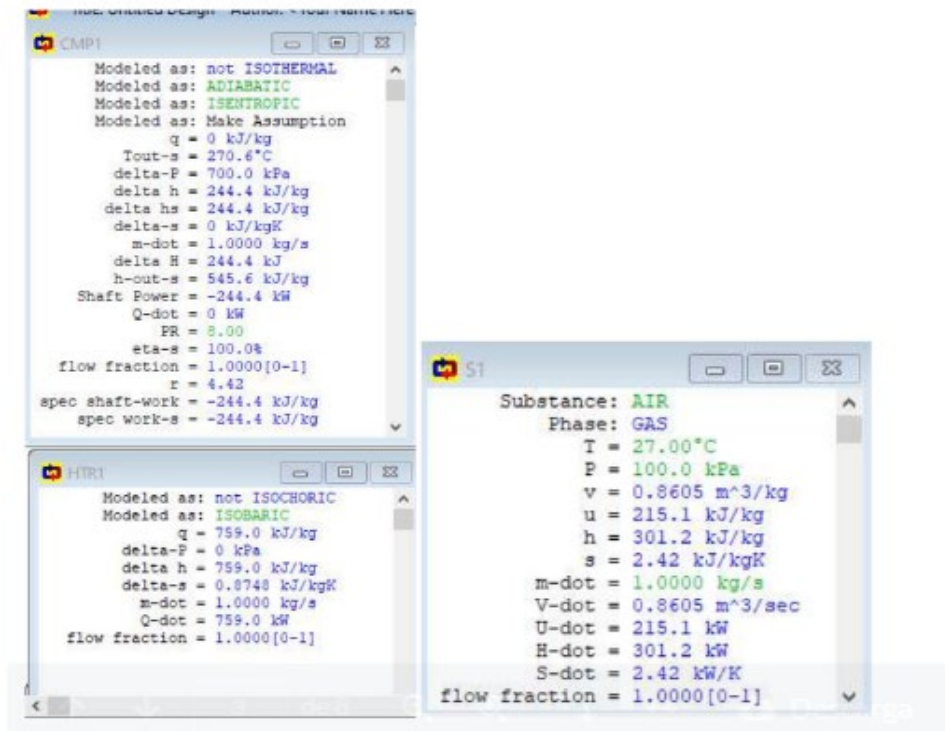 Title: Untitled Design Author: <Your Name Here
CMP1
Modeled as: not ISOTHERMAL
Modeled as: ADIABATIC
Modeled as: ISENTROPIC
Modeled as: Make Assumption
q = 0 kJ/kg
Tout-s = 270.6°C
delta-P = 700.0 kPa
delta h = 244.4 kJ/kg
delta hs = 244.4 kJ/kg
delta-s = 0 kJ/kgK
m-dot = 1.0000 kg/s
delta H = 244.4 kJ
h-out-s = 545.6 kJ/kg
Shaft Power = -244.4 kW
Q-dot = 0 kW
PR = 8.00
eta-s = 100.0%
flow fraction = 1.0000[0-1]
r = 4.42
spec shaft-work = -244.4 kJ/kg
spec work-s = -244.4 kJ/kg
HTR1
Modeled as: not ISOCHORIC
Modeled as: ISOBARIC
q = 759.0 kJ/kg
delta-P = 0 kPa
delta h = 759.0 kJ/kg
delta-s = 0.8748 kJ/kgK
m-dot = 1.0000 kg/s
Q-dot = 759.0 kW
flow fraction = 1.0000[0-1]
S1
Substance: AIR
Phase: GAS
T = 27.00°C
P = 100.0 kPa
v = 0.8605 m^3/kg
u = 215.1 kJ/kg
h = 301.2 kJ/kg
s = 2.42 kJ/kgK
m-dot = 1.0000 kg/s
V-dot = 0.8605 m^3/sec
U-dot = 215.1 kW
H-dot = 301.2 kW
S-dot = 2.42 kW/K
flow fraction = 1.0000[0-1]